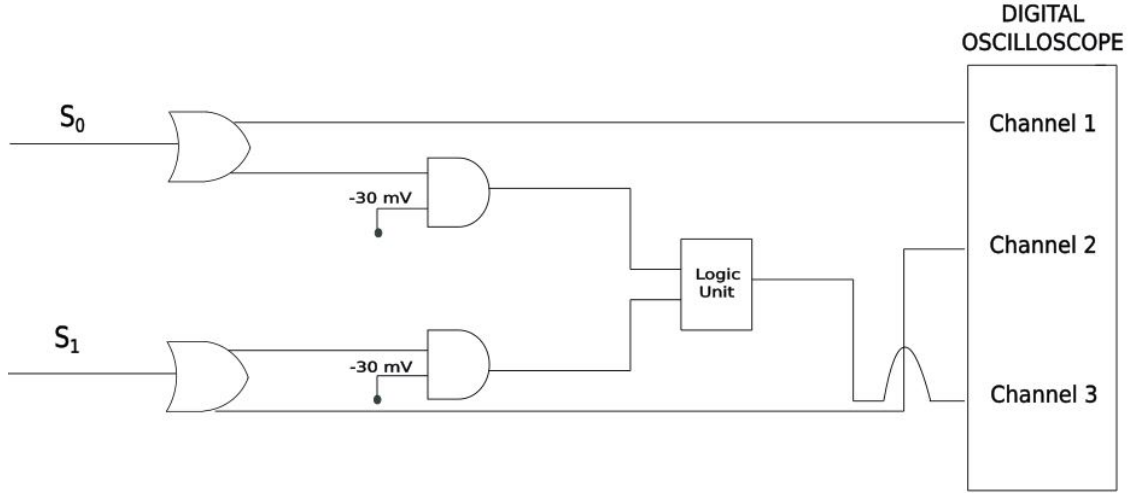 DIGITAL
OSCILLOSCOPE
S₀
Channel 1
-30 mV
Channel 2
Logic
Unit
S₁
-30 mV
Channel 3